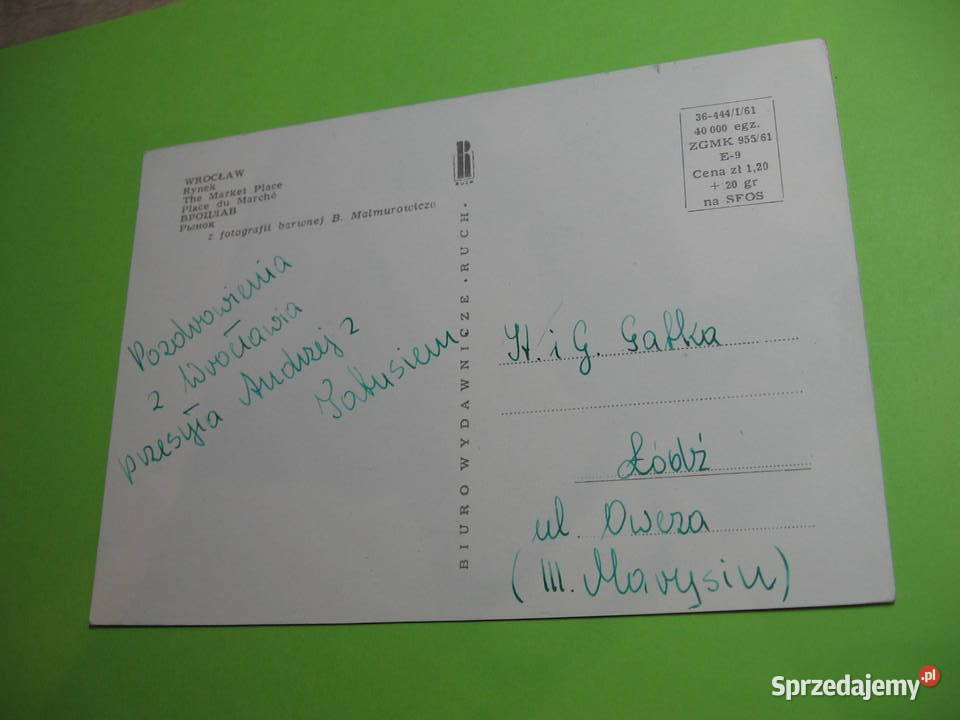 WROCŁAW
Rynek
The Market Place
Place du Marché
ВРОЦЛАВ
Рынок
z fotografii barwnej B. Malmurowicza
RUCH
36-444/I/61
40 000 egz.
ZGMK 955/61
E-9
Cena zł 1,20
+ 20 gr
na SFOS
Pozdrowienia
z Wrocławia
przesyła Andrzej z
Tatusiem
BIURO WYDAWNICZE · RUCH ·
H. i G. Gałka
Łódź
ul. Owcza
(III. Marysin)
Sprzedajemy.pl